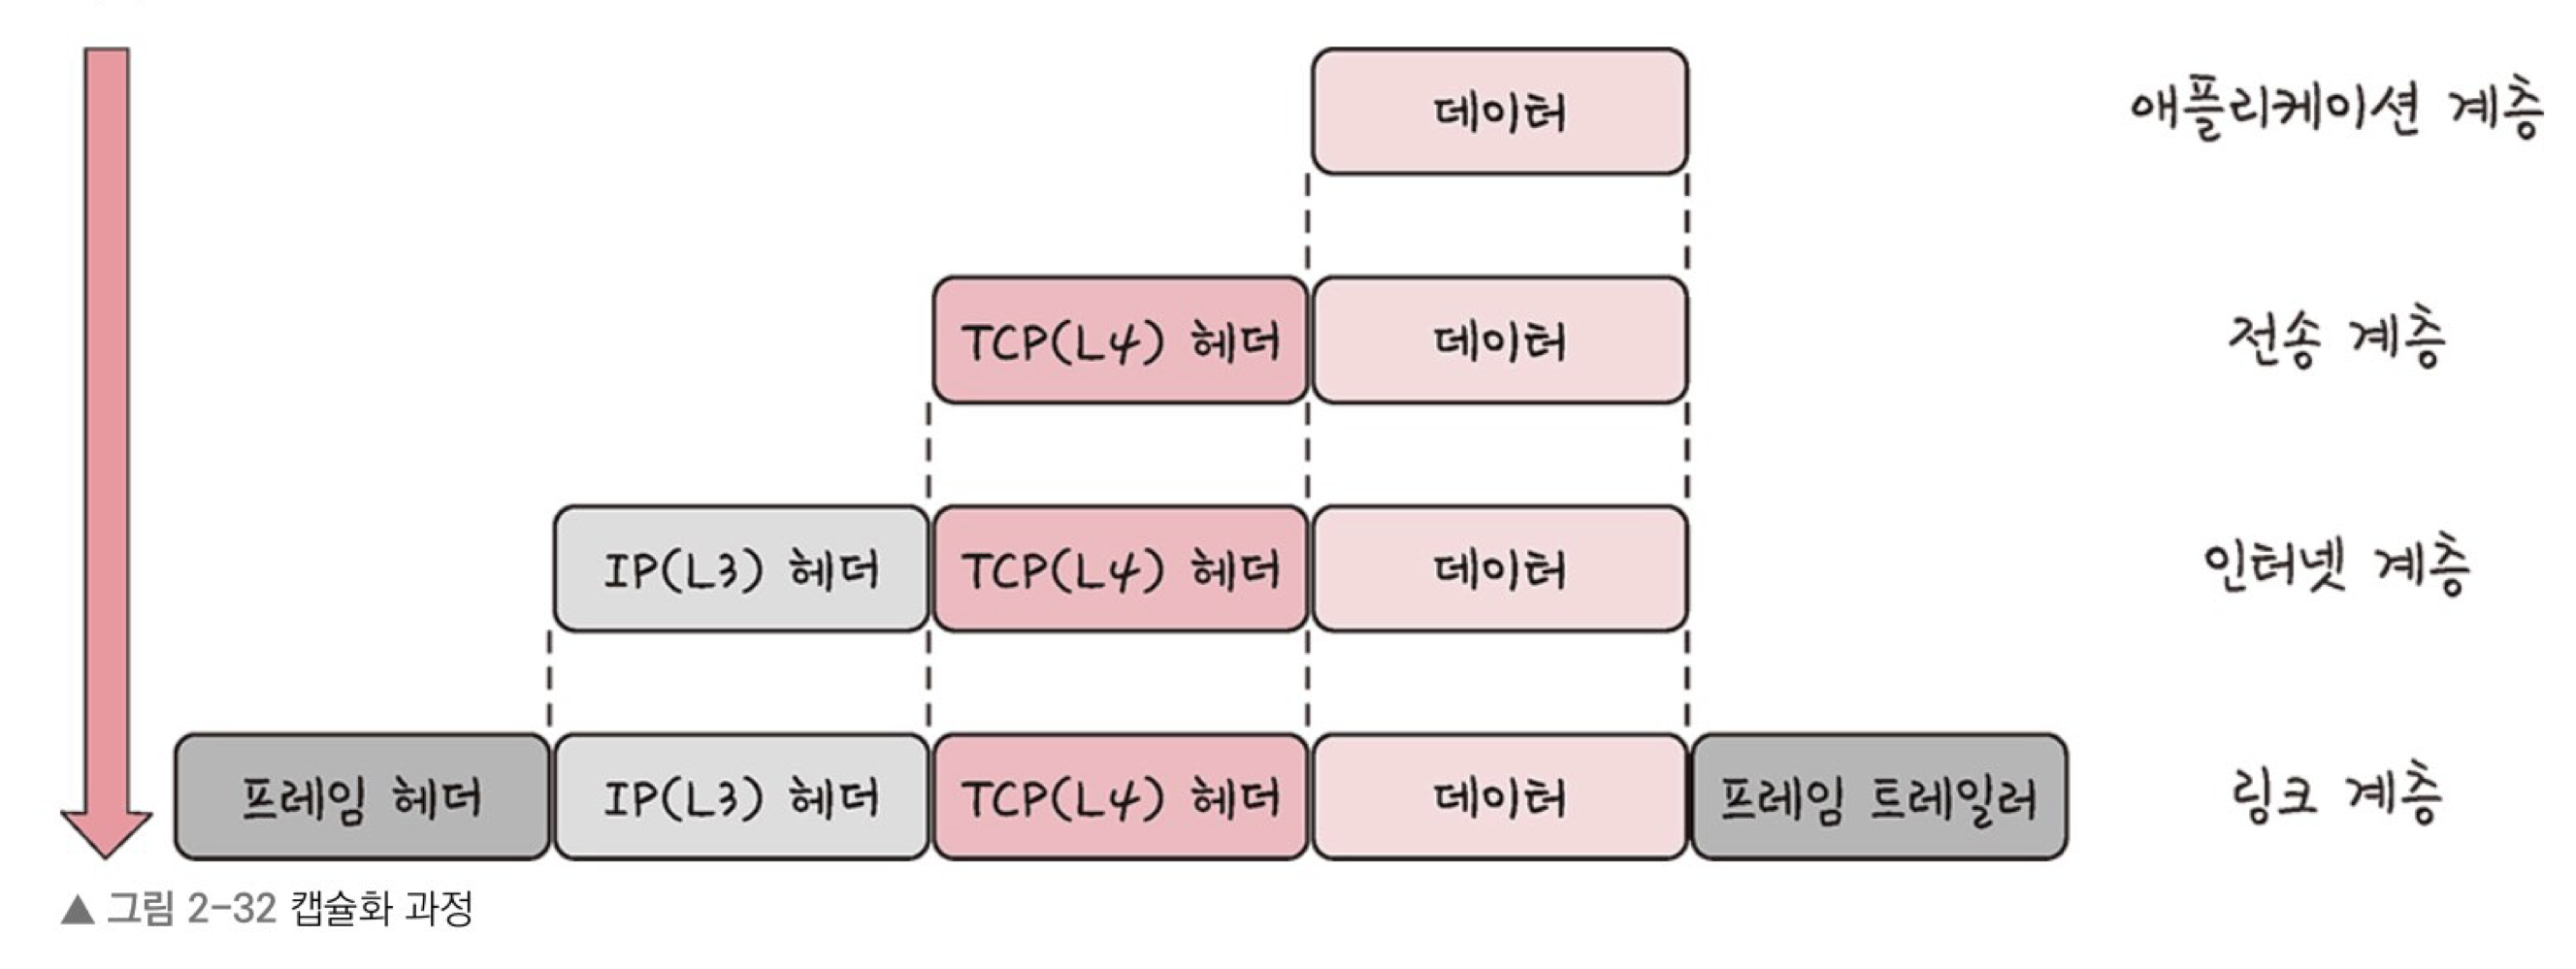 데이터 애플리케이션 계층
TCP(L4) 헤더 데이터 전송 계층
IP(L3) 헤더 TCP(L4) 헤더 데이터 인터넷 계층
프레임 헤더 IP(L3) 헤더 TCP(L4) 헤더 데이터 프레임 트레일러 링크 계층
▲ 그림 2-32 캡슐화 과정